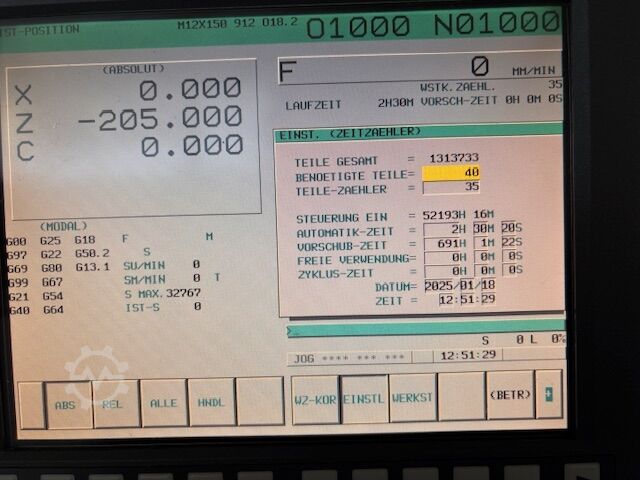 IST-POSITION M12X150 912 O18.2 O1000 N01000
(ABSOLUT)
X 0.000
Z -205.000
C 0.000
F 0 MM/MIN
WSTK.ZAEHL. 35
LAUFZEIT 2H30M VORSCH-ZEIT 0H 0M 0S
EINST. (ZEITZAEHLER)
TEILE GESAMT = 1313733
BENOETIGTE TEILE= 40
TEILE-ZAEHLER = 35
STEUERUNG EIN = 52193H 16M
AUTOMATIK-ZEIT = 2H 30M 20S
VORSCHUB-ZEIT = 691H 1M 22S
FREIE VERWENDUNG= 0H 0M 0S
ZYKLUS-ZEIT = 0H 0M 0S
DATUM= 2025/01/18
ZEIT = 12:51:29
(MODAL)
G00 G25 G18 F M
G97 G22 G50.2 S
G69 G80 G13.1 SU/MIN 0
G99 G67 SM/MIN 0 T
G21 G54 S MAX. 32767
G40 G64 IST-S 0
>_
S 0 L 0%
JOG **** *** *** 12:51:29
ABS REL ALLE HNDL WZ-KOR EINSTL WERKST (BETR) +